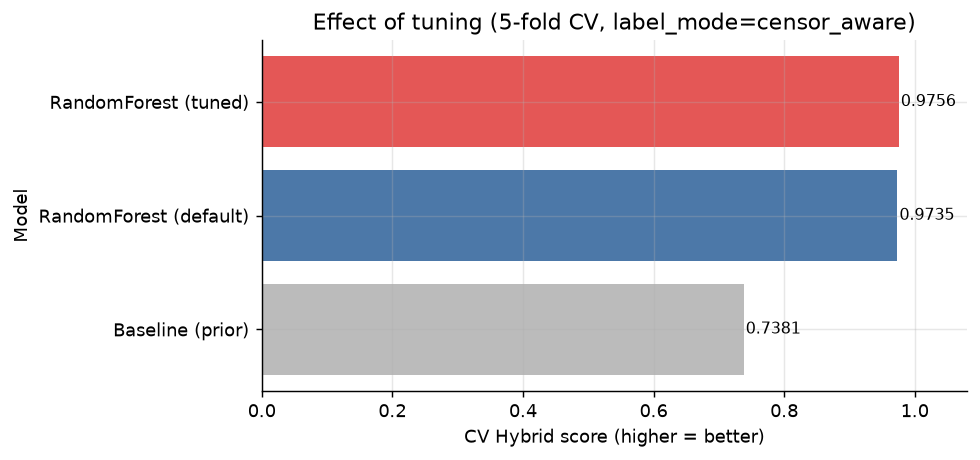 Effect of tuning (5-fold CV, label_mode=censor_aware)
RandomForest (tuned)
0.9756
RandomForest (default)
0.9735
Baseline (prior)
0.7381
Model
0.0 0.2 0.4 0.6 0.8 1.0
CV Hybrid score (higher = better)